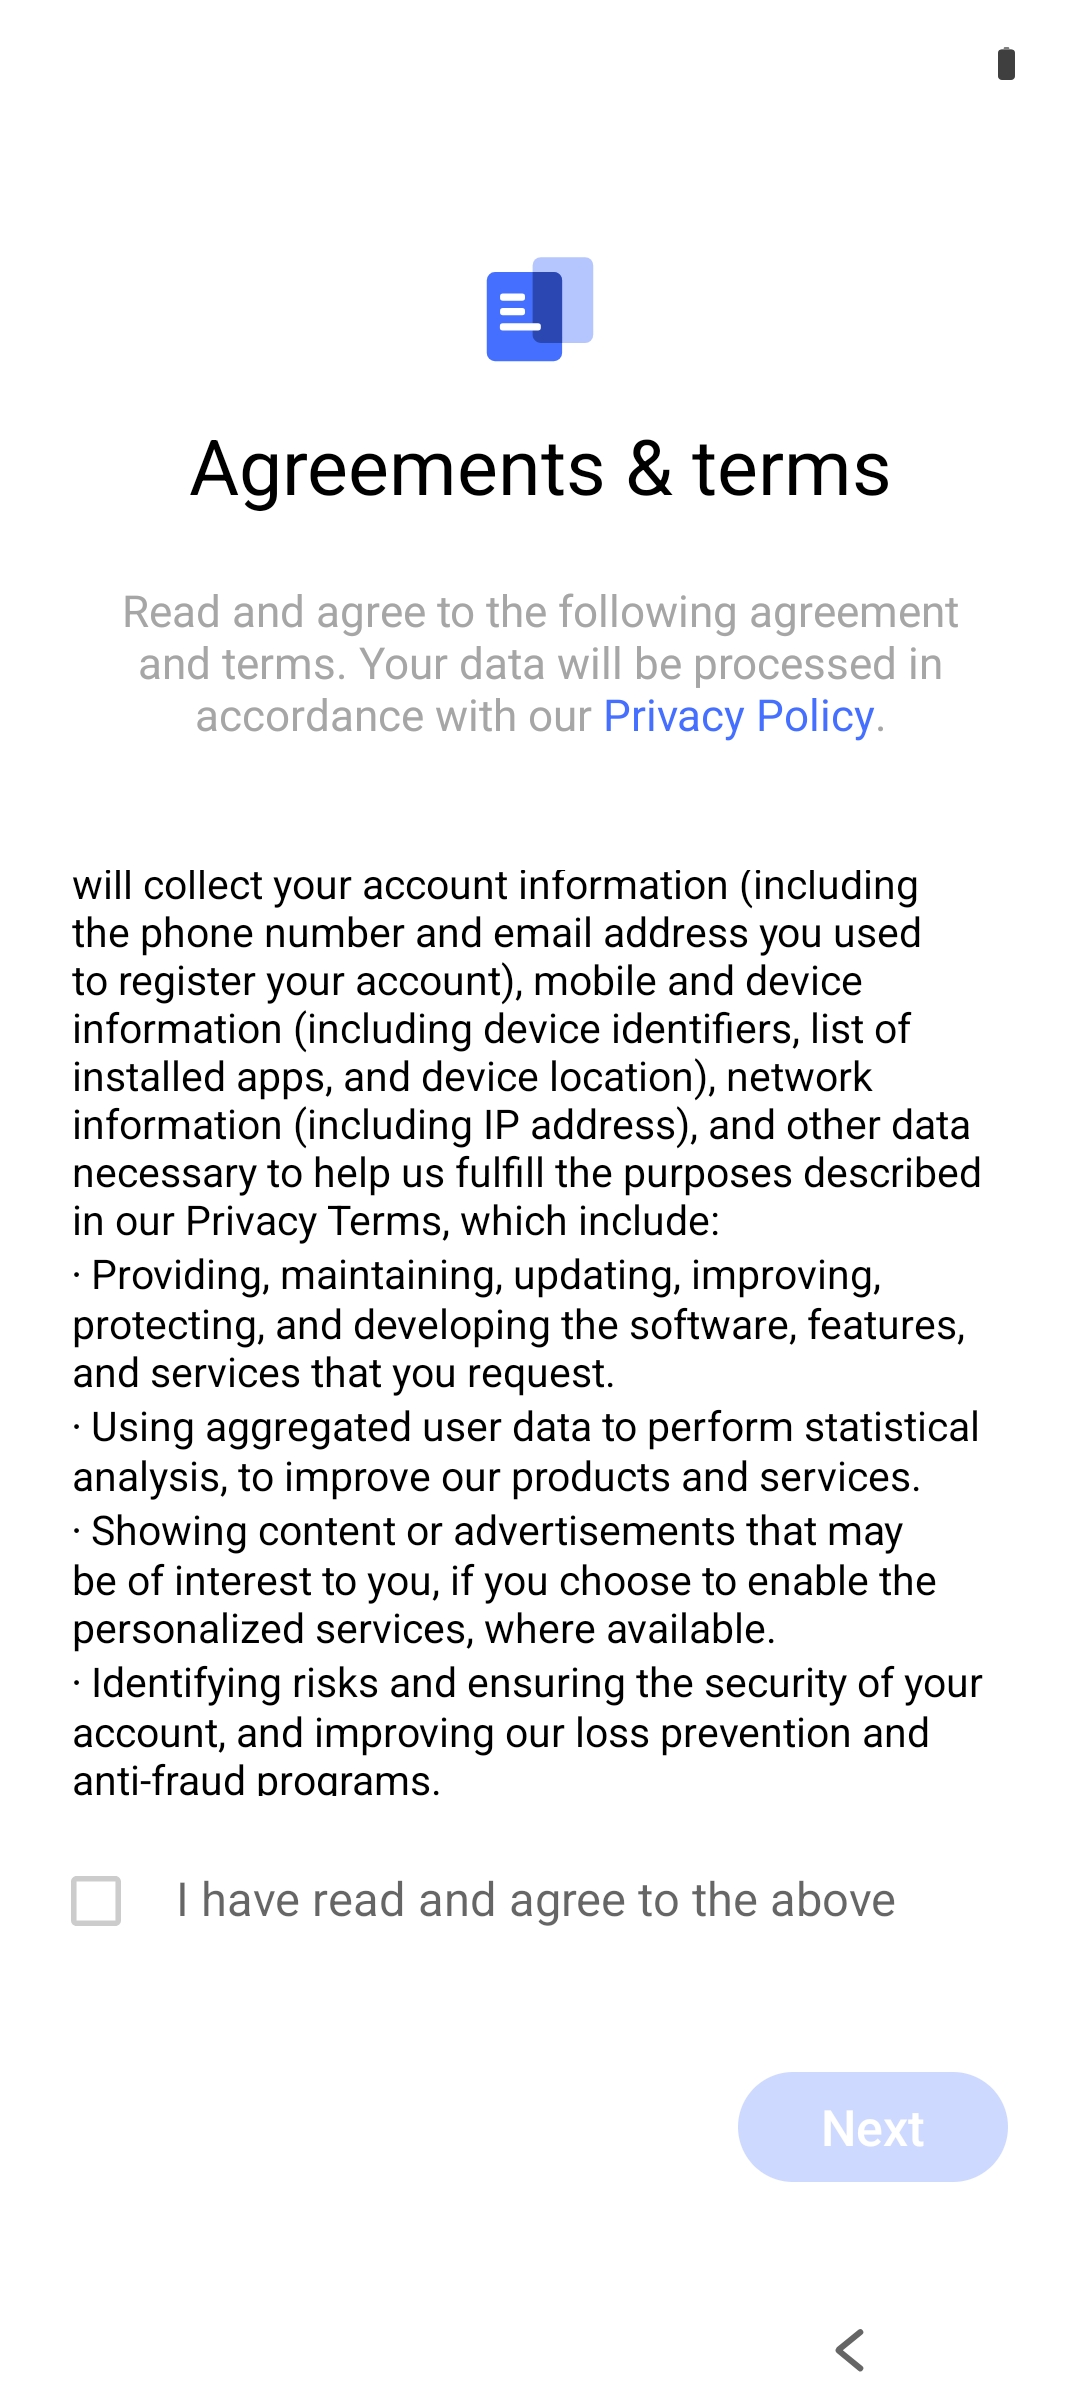 Agreements & terms
Read and agree to the following agreement
and terms. Your data will be processed in
accordance with our Privacy Policy.
will collect your account information (including
the phone number and email address you used
to register your account), mobile and device
information (including device identifiers, list of
installed apps, and device location), network
information (including IP address), and other data
necessary to help us fulfill the purposes described
in our Privacy Terms, which include:
· Providing, maintaining, updating, improving,
protecting, and developing the software, features,
and services that you request.
· Using aggregated user data to perform statistical
analysis, to improve our products and services.
· Showing content or advertisements that may
be of interest to you, if you choose to enable the
personalized services, where available.
· Identifying risks and ensuring the security of your
account, and improving our loss prevention and
anti-fraud programs.
I have read and agree to the above
Next